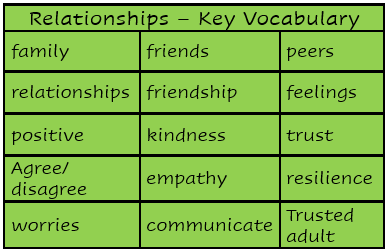 Relationships – Key Vocabulary
family friends peers
relationships friendship feelings
positive kindness trust
Agree/
disagree
empathy resilience
worries communicate Trusted
adult